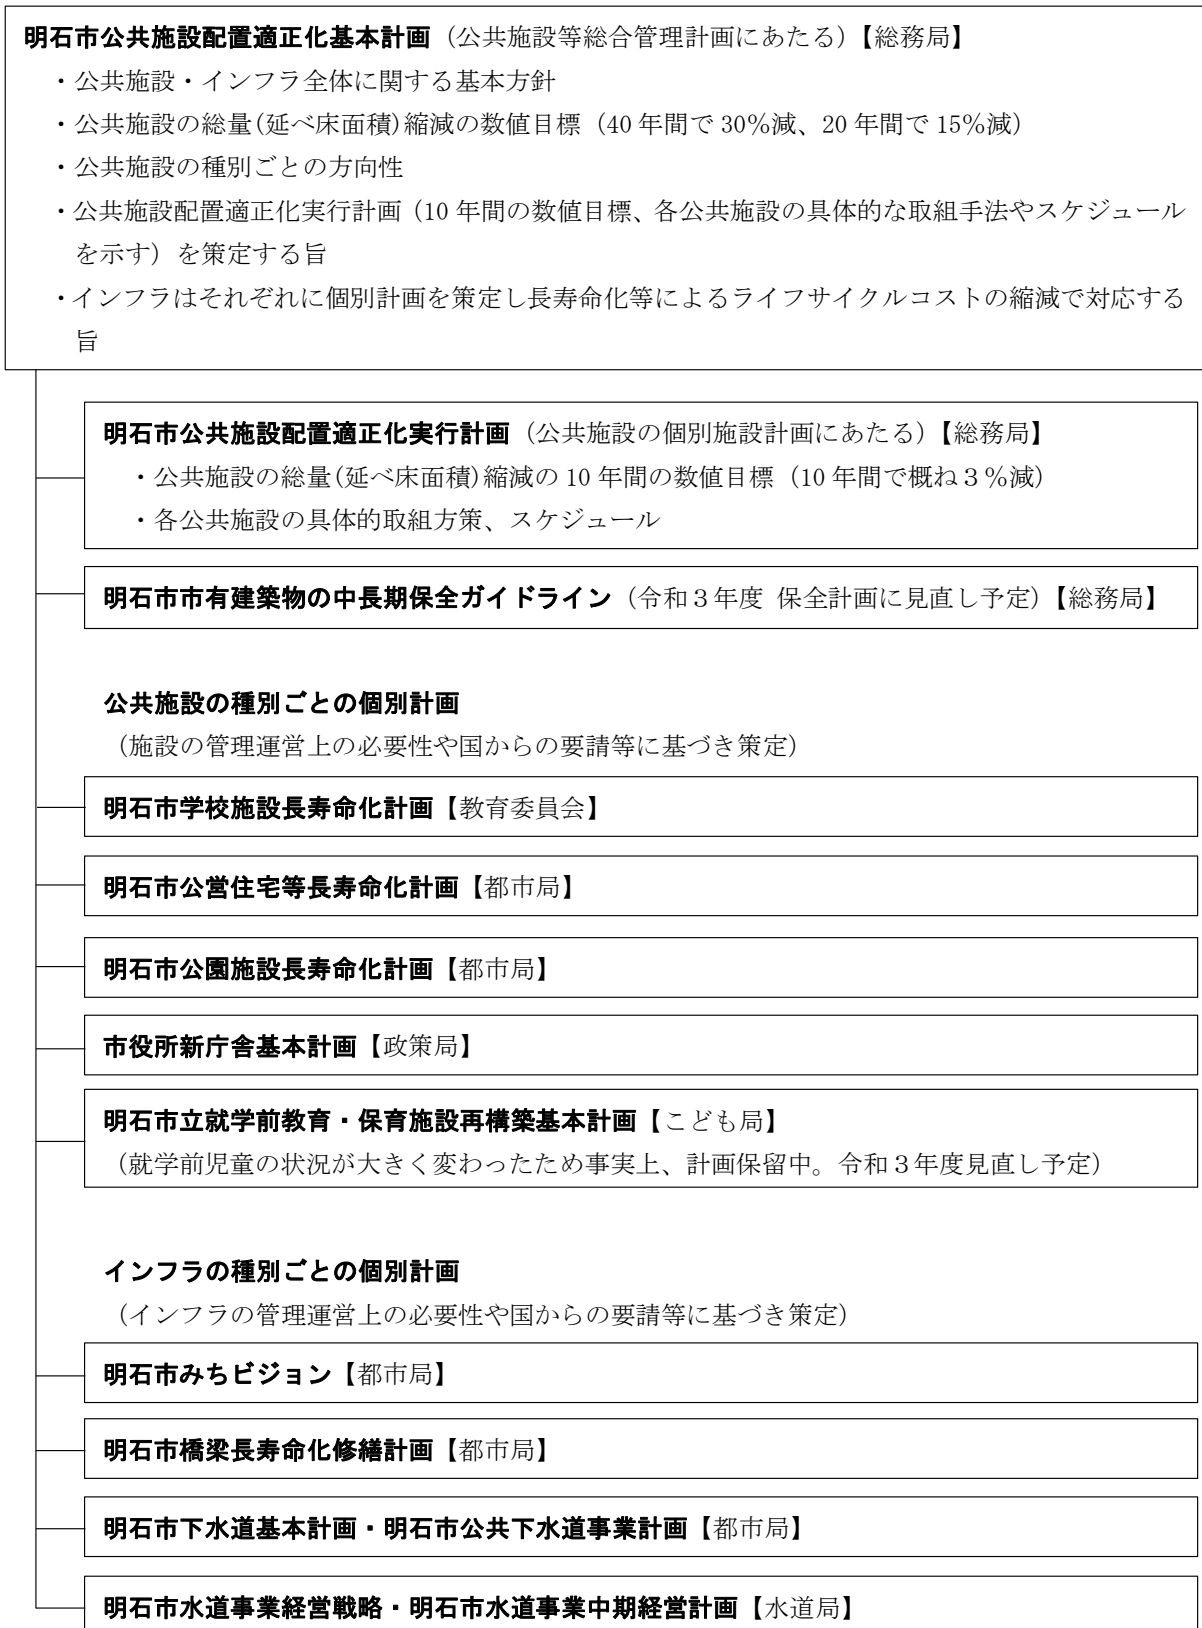 明石市公共施設配置適正化基本計画（公共施設等総合管理計画にあたる）【総務局】
・公共施設・インフラ全体に関する基本方針
・公共施設の総量(延べ床面積)縮減の数値目標（40 年間で 30％減、20 年間で 15％減）
・公共施設の種別ごとの方向性
・公共施設配置適正化実行計画（10 年間の数値目標、各公共施設の具体的な取組手法やスケジュール
を示す）を策定する旨
・インフラはそれぞれに個別計画を策定し長寿命化等によるライフサイクルコストの縮減で対応する
旨
明石市公共施設配置適正化実行計画（公共施設の個別施設計画にあたる）【総務局】
・公共施設の総量(延べ床面積)縮減の 10 年間の数値目標（10 年間で概ね３％減）
・各公共施設の具体的取組方策、スケジュール
明石市市有建築物の中長期保全ガイドライン（令和３年度 保全計画に見直し予定）【総務局】
公共施設の種別ごとの個別計画
（施設の管理運営上の必要性や国からの要請等に基づき策定）
明石市学校施設長寿命化計画【教育委員会】
明石市公営住宅等長寿命化計画【都市局】
明石市公園施設長寿命化計画【都市局】
市役所新庁舎基本計画【政策局】
明石市立就学前教育・保育施設再構築基本計画【こども局】
（就学前児童の状況が大きく変わったため事実上、計画保留中。令和３年度見直し予定）
インフラの種別ごとの個別計画
（インフラの管理運営上の必要性や国からの要請等に基づき策定）
明石市みちビジョン【都市局】
明石市橋梁長寿命化修繕計画【都市局】
明石市下水道基本計画・明石市公共下水道事業計画【都市局】
明石市水道事業経営戦略・明石市水道事業中期経営計画【水道局】